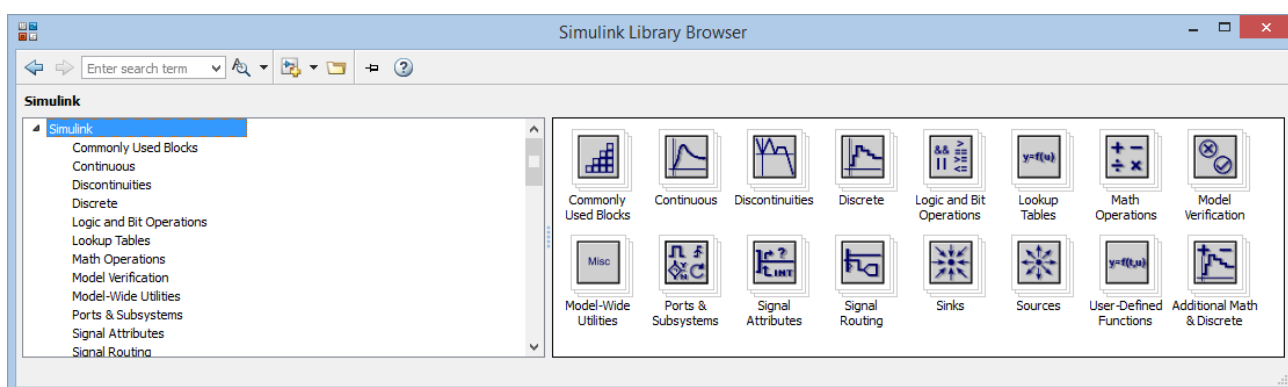 Simulink Library Browser
Enter search term
Simulink
Simulink
Commonly Used Blocks
Continuous
Discontinuities
Discrete
Logic and Bit Operations
Lookup Tables
Math Operations
Model Verification
Model-Wide Utilities
Ports & Subsystems
Signal Attributes
Signal Routing
&& >
|| >=
<=
y=f(u)
+ −
÷ ×
Commonly
Used Blocks
Continuous
Discontinuities
Discrete
Logic and Bit
Operations
Lookup
Tables
Math
Operations
Model
Verification
Misc
?
INT
y=f(t,u)
Model-Wide
Utilities
Ports &
Subsystems
Signal
Attributes
Signal
Routing
Sinks
Sources
User-Defined
Functions
Additional Math
& Discrete